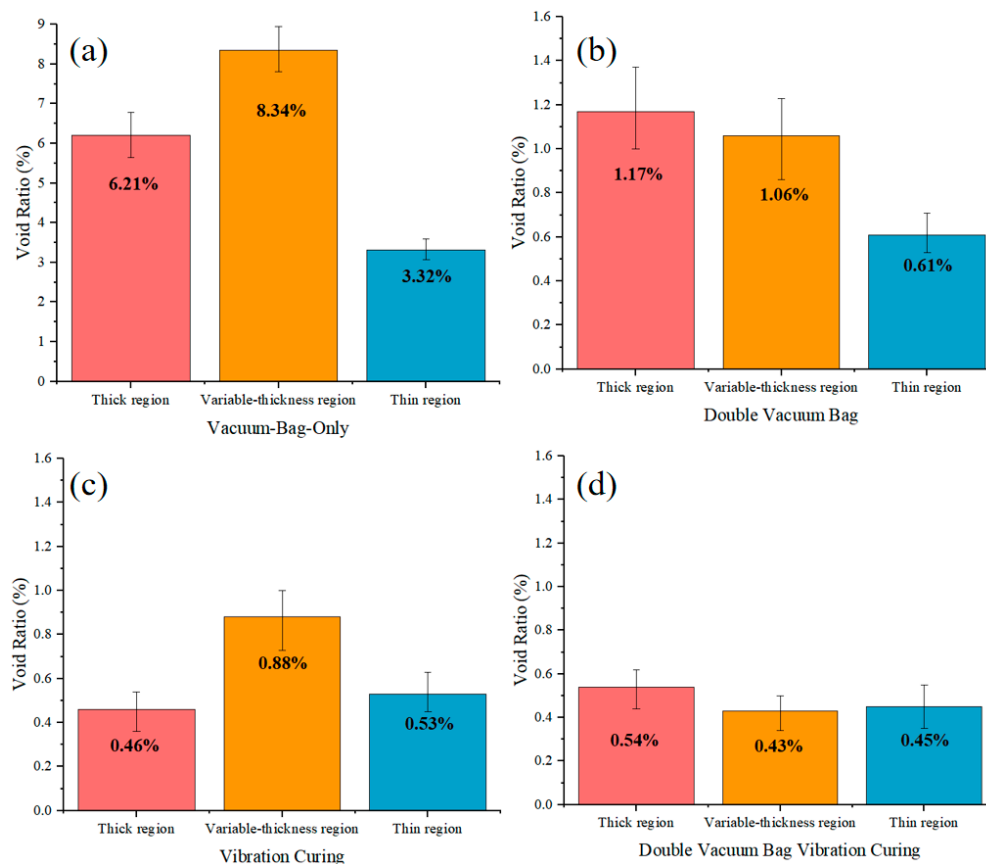 (a)
9
8
7
6
5
4
3
2
1
0
Void Ratio (%)
6.21%
8.34%
3.32%
Thick region
Variable-thickness region
Thin region
Vacuum-Bag-Only
(b)
1.6
1.4
1.2
1.0
0.8
0.6
0.4
0.2
0.0
Void Ratio (%)
1.17%
1.06%
0.61%
Thick region
Variable-thickness region
Thin region
Double Vacuum Bag
(c)
1.6
1.4
1.2
1.0
0.8
0.6
0.4
0.2
0.0
Void Ratio (%)
0.46%
0.88%
0.53%
Thick region
Variable-thickness region
Thin region
Vibration Curing
(d)
1.6
1.4
1.2
1.0
0.8
0.6
0.4
0.2
0.0
Void Ratio (%)
0.54%
0.43%
0.45%
Thick region
Variable-thickness region
Thin region
Double Vacuum Bag Vibration Curing